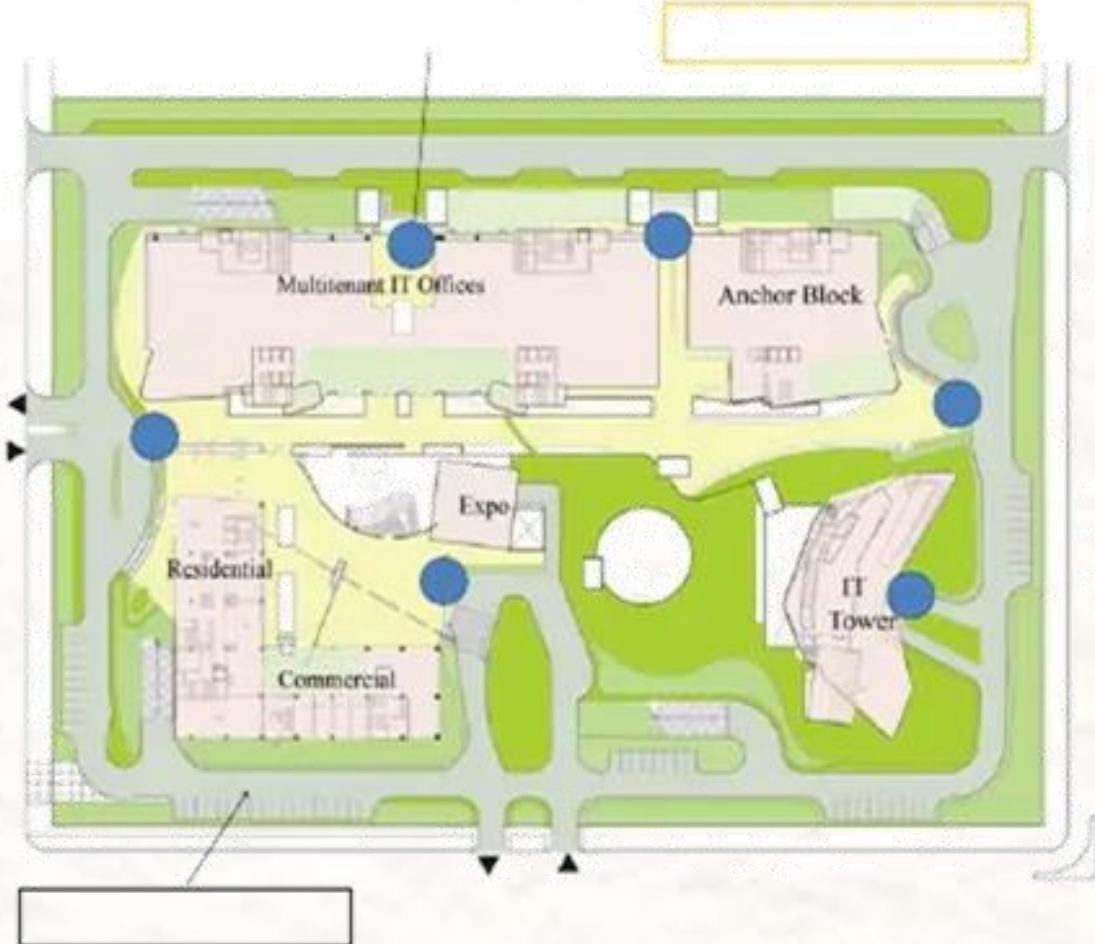 Multitenant IT Offices
Anchor Block
Expo
Residential
IT
Tower
Commercial